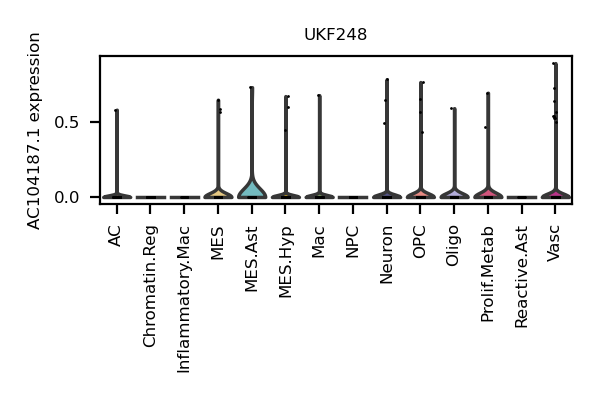 UKF248
AC104187.1 expression
0.5
0.0
AC
Chromatin.Reg
Inflammatory.Mac
MES
MES.Ast
MES.Hyp
Mac
NPC
Neuron
OPC
Oligo
Prolif.Metab
Reactive.Ast
Vasc